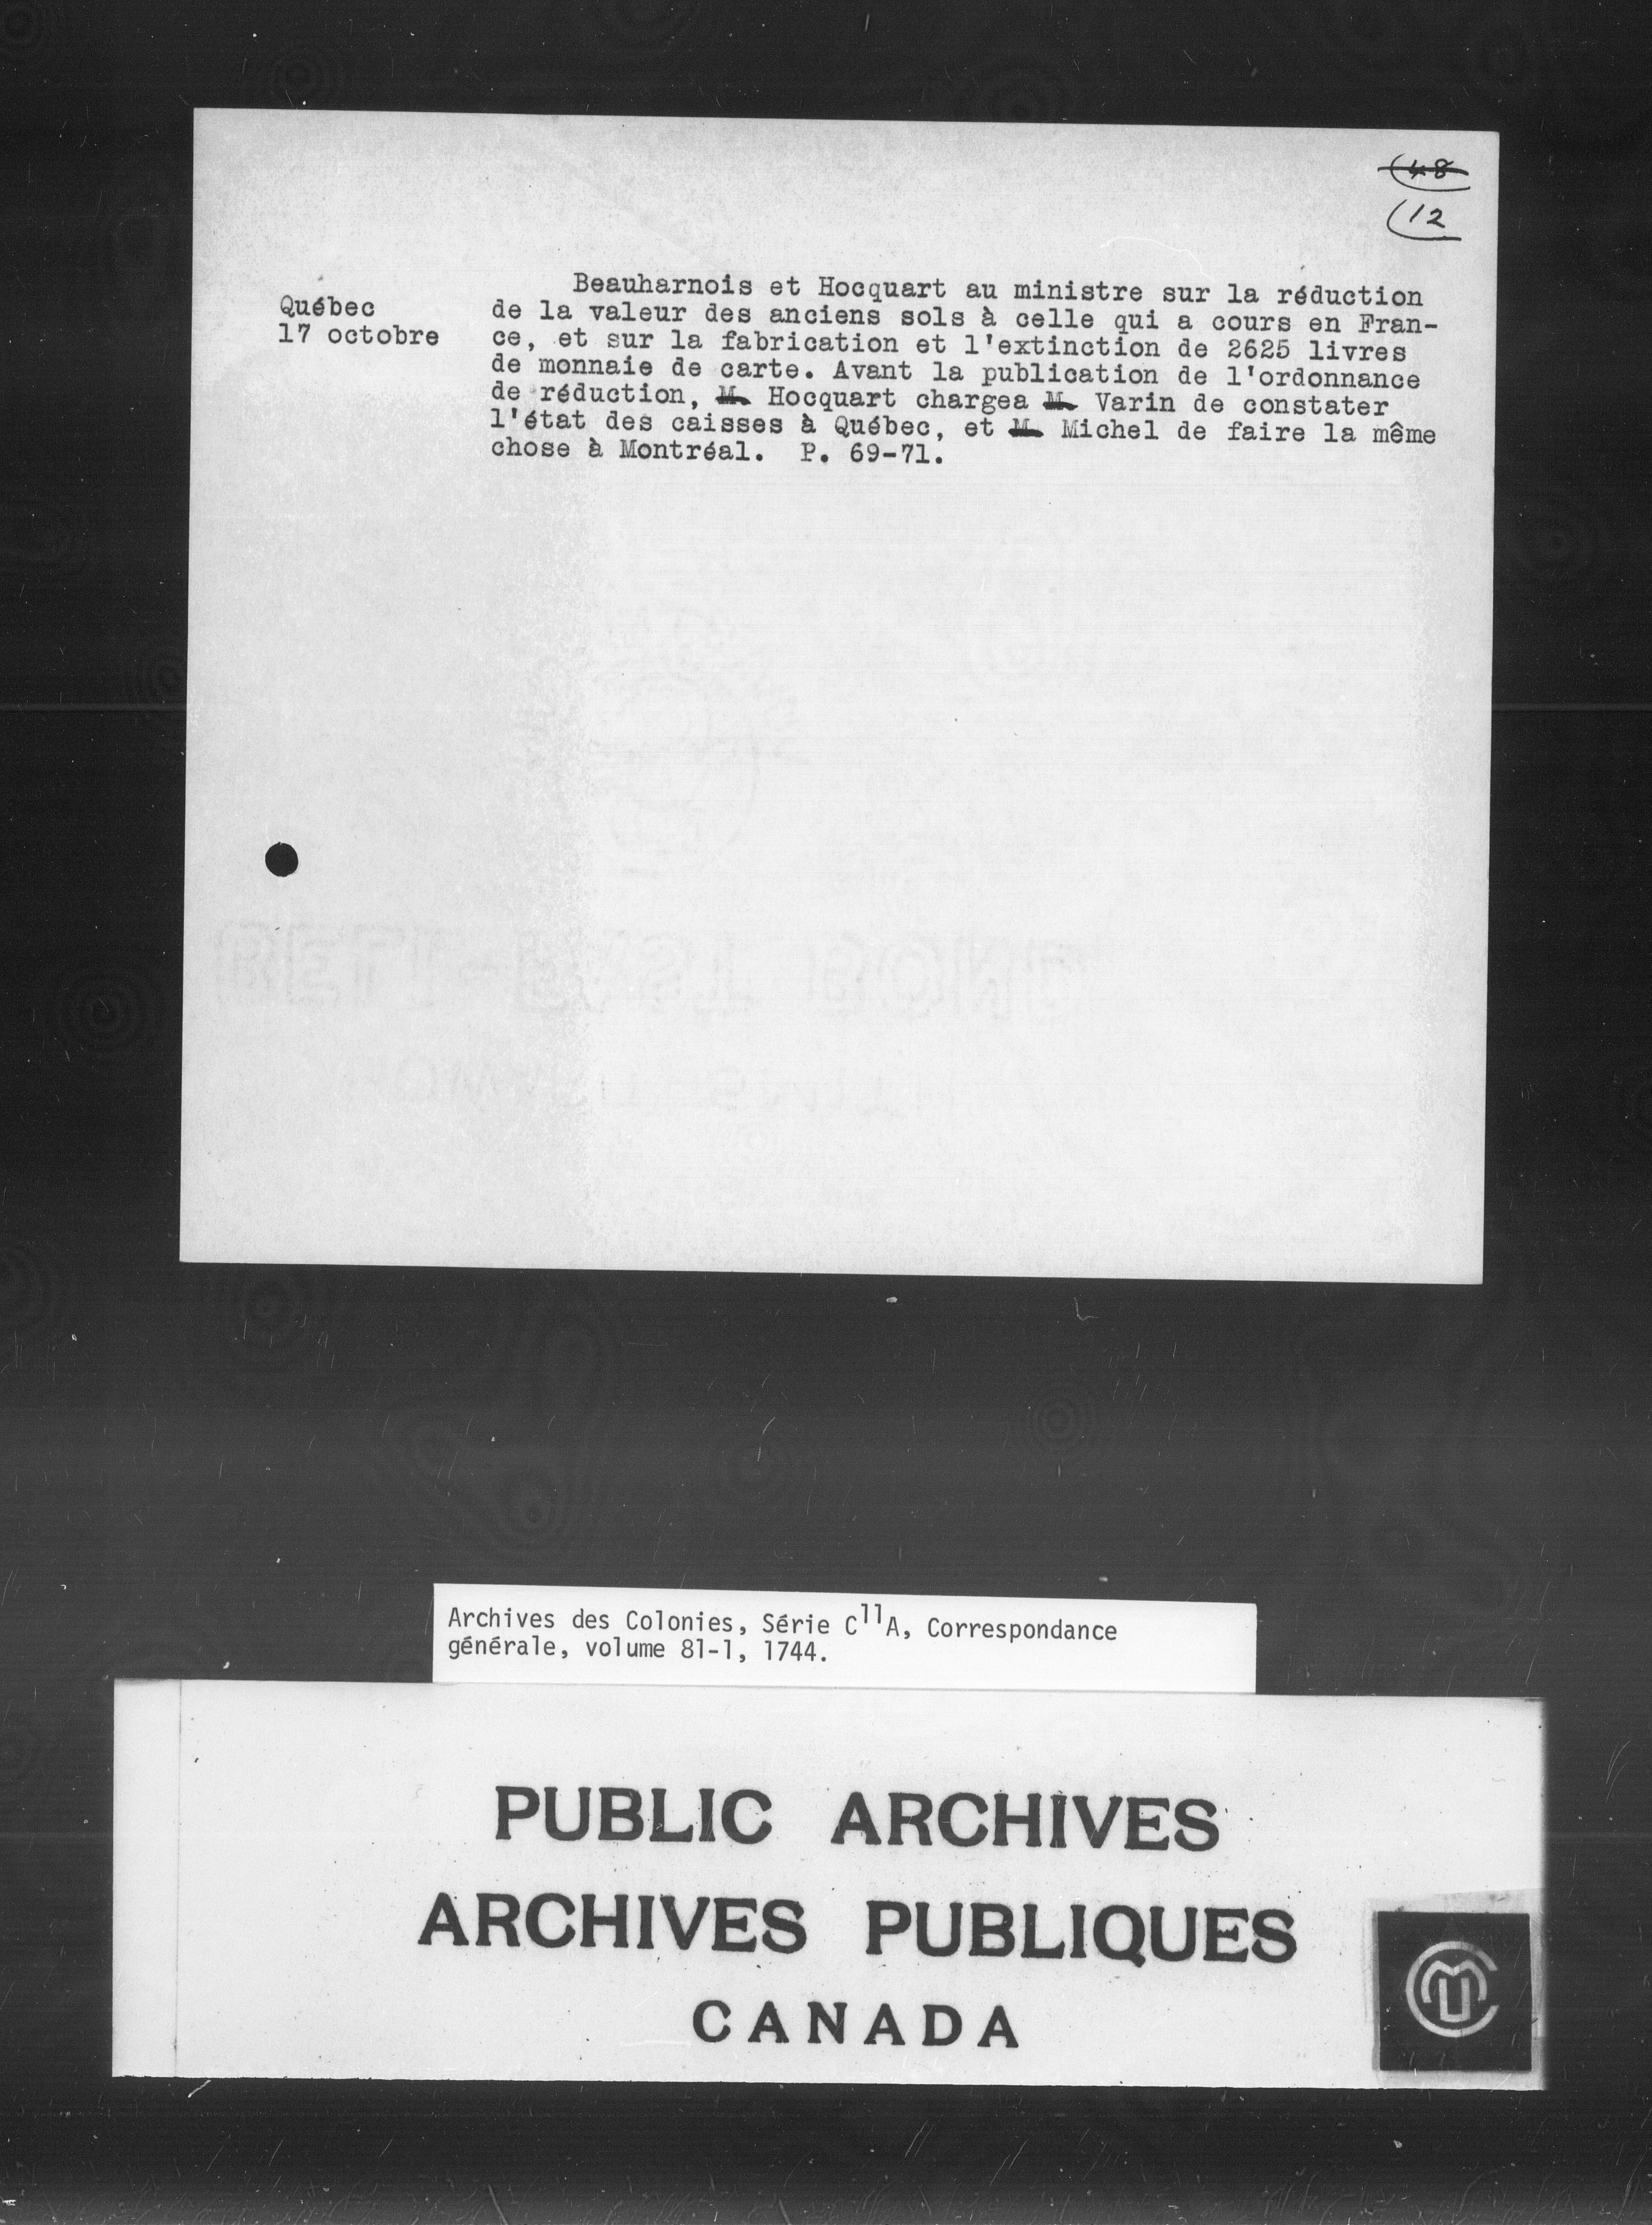 48
12
Québec
17 octobre
Beauharnois et Hocquart au ministre sur la réduction
de la valeur des anciens sols à celle qui a cours en Fran-
ce, et sur la fabrication et l'extinction de 2625 livres
de monnaie de carte. Avant la publication de l'ordonnance
de réduction, M. Hocquart chargea M. Varin de constater
l'état des caisses à Québec, et M. Michel de faire la même
chose à Montréal. P. 69-71.
Archives des Colonies, Série C11A, Correspondance
générale, volume 81-1, 1744.
PUBLIC ARCHIVES
ARCHIVES PUBLIQUES
CANADA